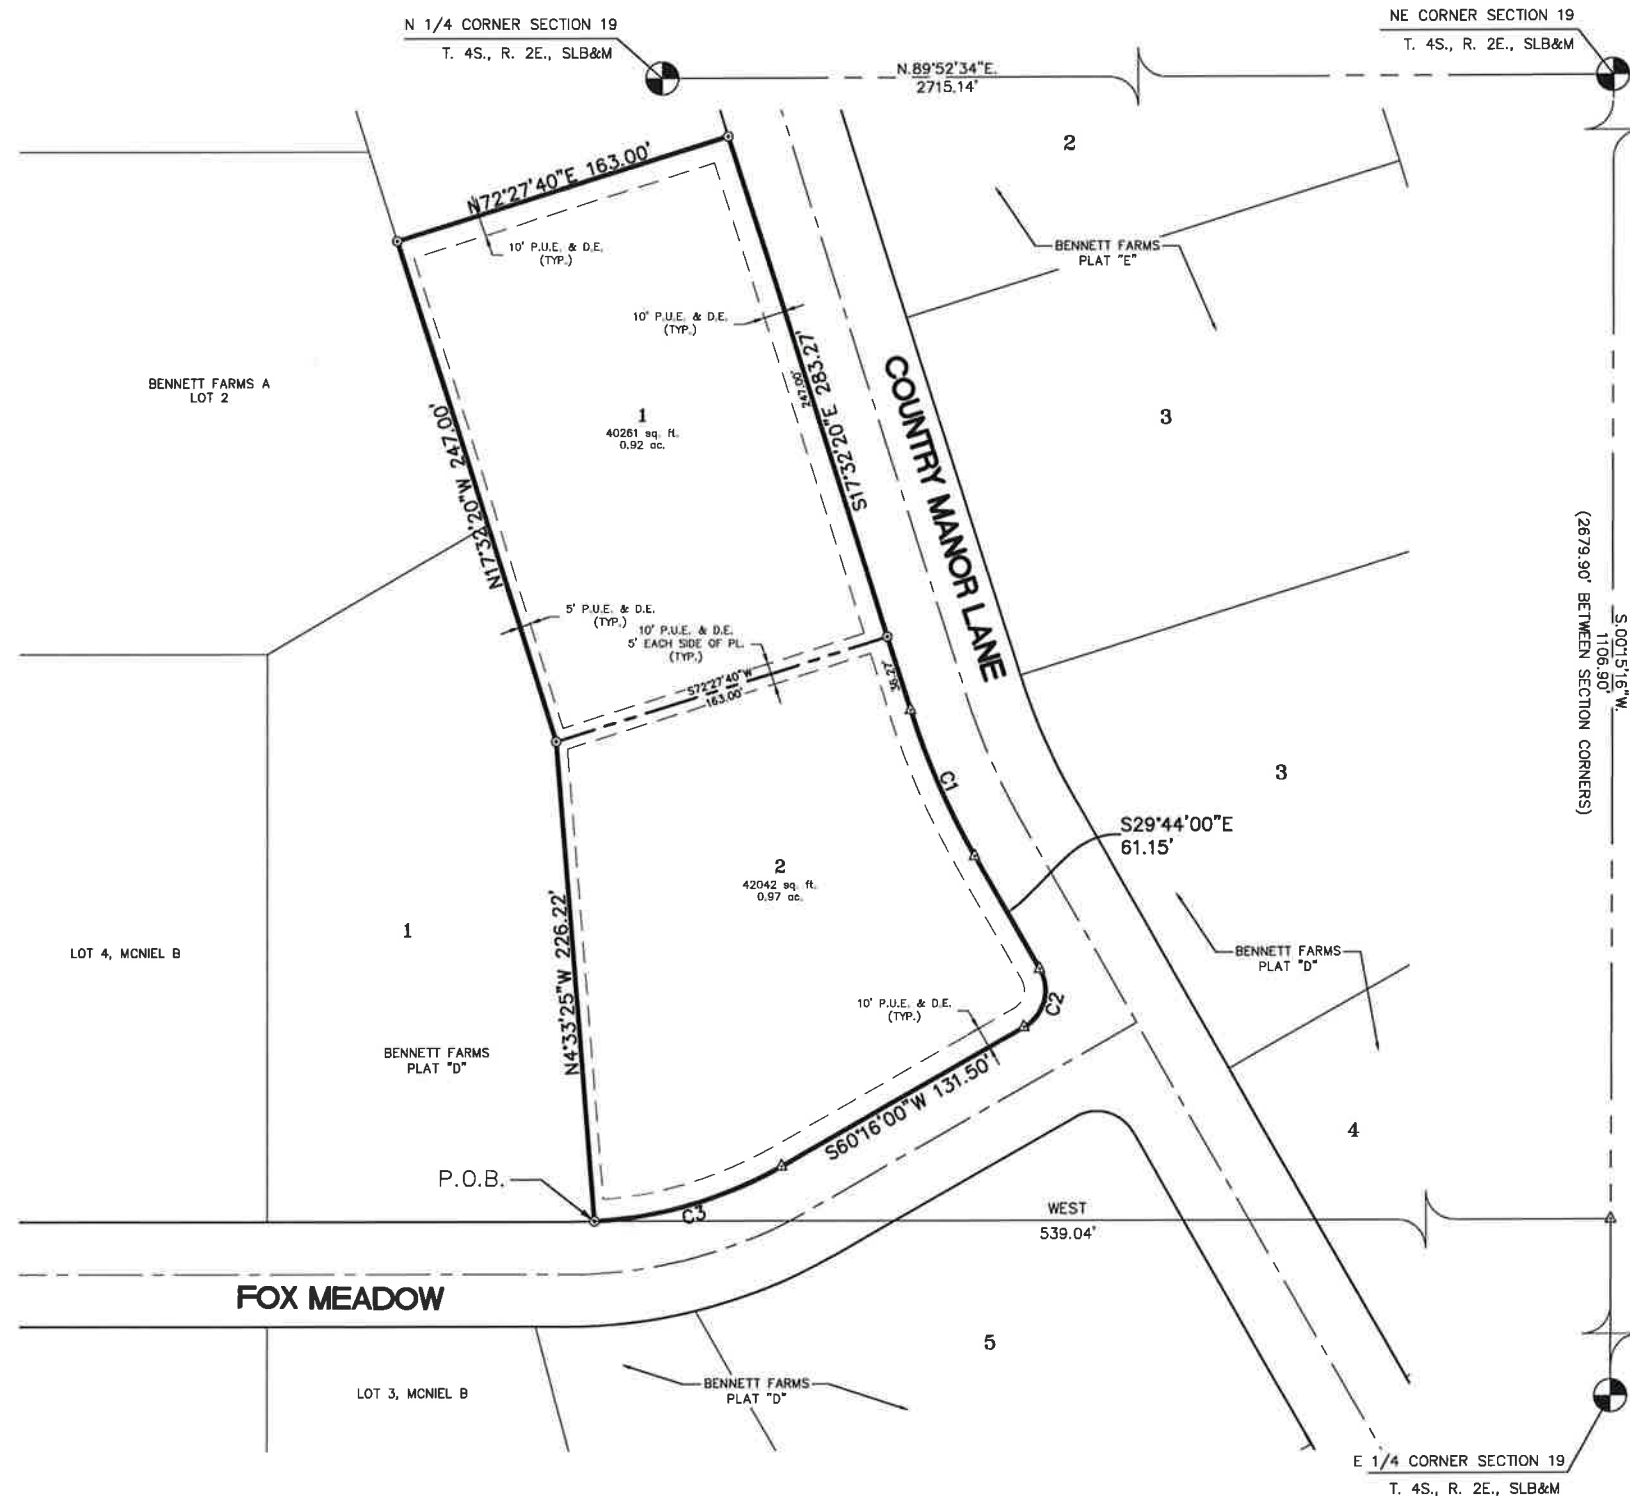 N 1/4 CORNER SECTION 19
T. 4S., R. 2E., SLB&M
NE CORNER SECTION 19
T. 4S., R. 2E., SLB&M
N.89°52'34"E.
2715.14'
2
N72°27'40"E 163.00'
10' P.U.E. & D.E.
(TYP.)
BENNETT FARMS
PLAT "E"
10' P.U.E. & D.E.
(TYP.)
BENNETT FARMS A
LOT 2
1
40261 sq. ft.
0.92 ac.
247.00'
S17°32'20"E 283.27'
COUNTRY MANOR LANE
3
N17°32'20"W 247.00'
S.00°15'16"W.
1106.90'
(2679.90' BETWEEN SECTION CORNERS)
5' P.U.E. & D.E.
(TYP.)
10' P.U.E. & D.E.
5' EACH SIDE OF PL.
(TYP.)
S72°27'40"W
163.00'
36.27'
C1
3
S29°44'00"E
61.15'
2
42042 sq. ft.
0.97 ac.
1
LOT 4, MCNIEL B
N4°33'25"W 226.22'
BENNETT FARMS
PLAT "D"
10' P.U.E. & D.E.
(TYP.)
C2
BENNETT FARMS
PLAT "D"
S60°16'00"W 131.50'
4
P.O.B.
C3
WEST
539.04'
FOX MEADOW
5
LOT 3, MCNIEL B
BENNETT FARMS
PLAT "D"
E 1/4 CORNER SECTION 19
T. 4S., R. 2E., SLB&M